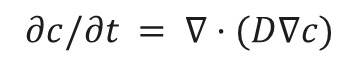 ∂c/∂t = ∇ · (D∇c)